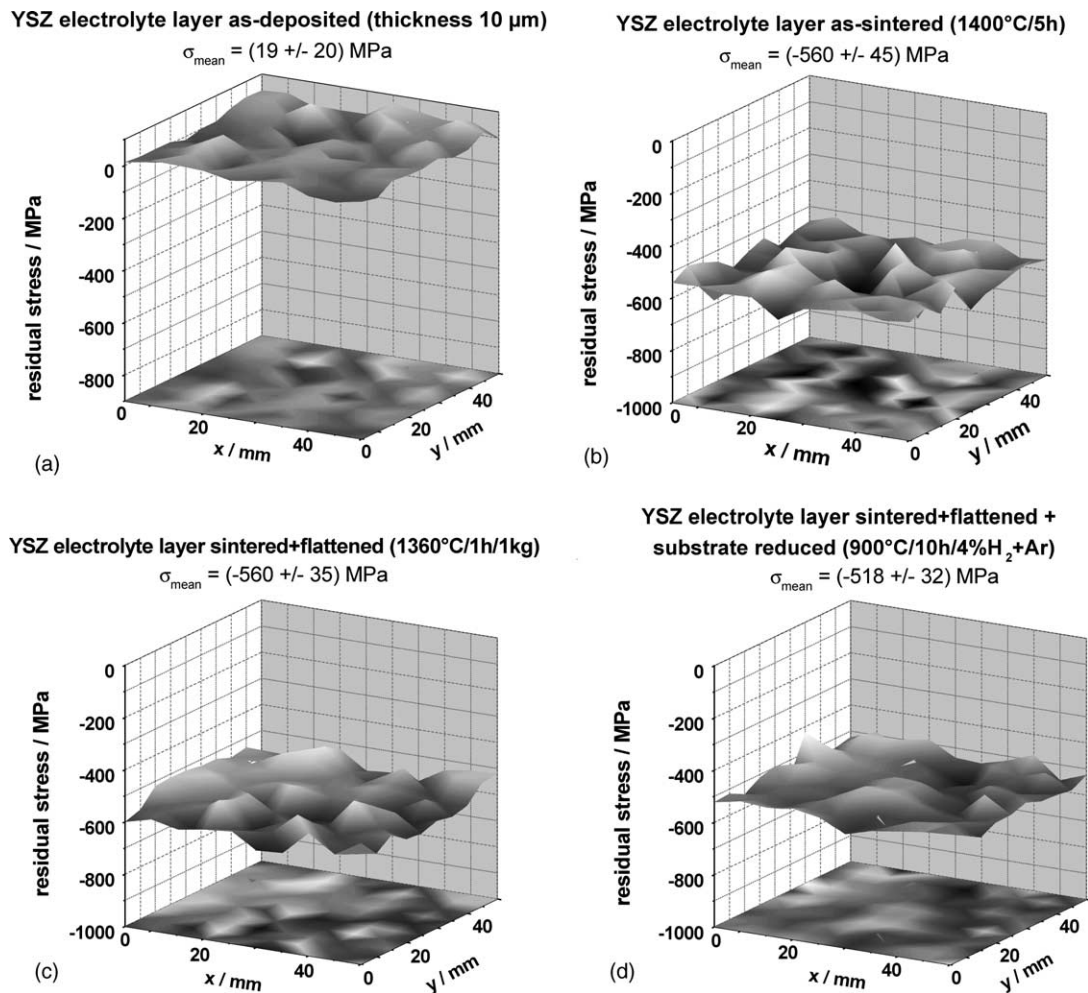 YSZ electrolyte layer as-deposited (thickness 10 µm)
σmean = (19 +/- 20) MPa
residual stress / MPa
0
-200
-400
-600
-800
0
20
40
x / mm
0
20
40
y / mm
(a)
YSZ electrolyte layer as-sintered (1400°C/5h)
σmean = (-560 +/- 45) MPa
residual stress / MPa
0
-200
-400
-600
-800
-1000
0
20
40
x / mm
0
20
40
y / mm
(b)
YSZ electrolyte layer sintered+flattened (1360°C/1h/1kg)
σmean = (-560 +/- 35) MPa
residual stress / MPa
0
-200
-400
-600
-800
-1000
0
20
40
x / mm
0
20
40
y / mm
(c)
YSZ electrolyte layer sintered+flattened +
substrate reduced (900°C/10h/4%H2+Ar)
σmean = (-518 +/- 32) MPa
residual stress / MPa
0
-200
-400
-600
-800
-1000
0
20
40
x / mm
0
20
40
y / mm
(d)